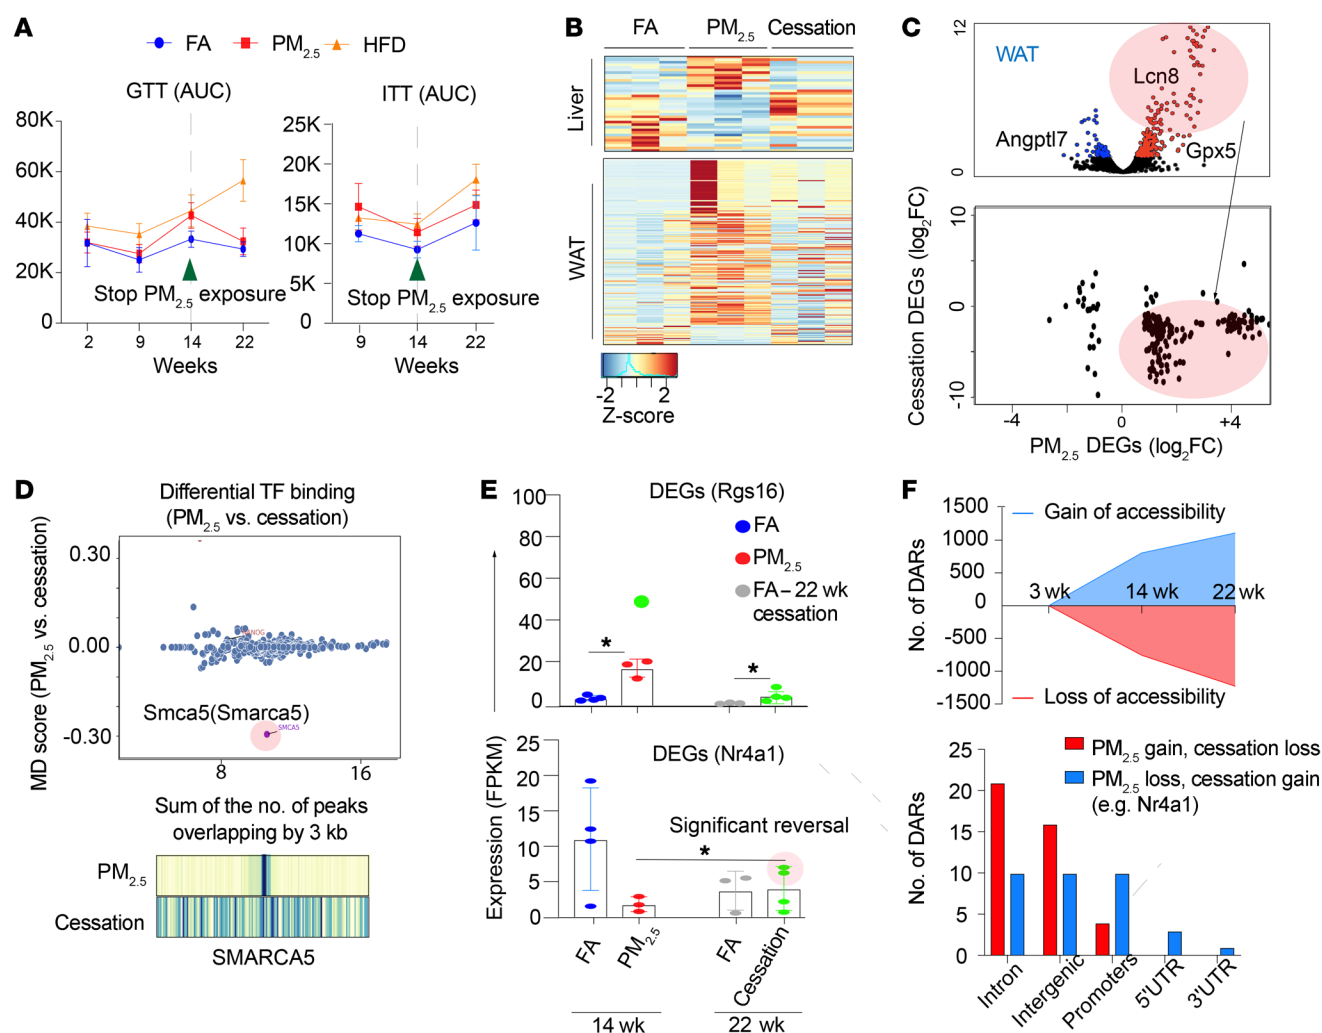 A
FA
PM2.5
HFD
GTT (AUC)
80K
60K
40K
20K
0
Stop PM2.5 exposure
2
9
14
22
Weeks
ITT (AUC)
25K
20K
15K
10K
5K
0
Stop PM2.5 exposure
9
14
22
Weeks
B
FA
PM2.5
Cessation
Liver
WAT
-2
2
Z-score
C
12
0
WAT
Lcn8
Angptl7
Gpx5
Cessation DEGs (log2FC)
10
0
-10
-4
0
+4
PM2.5 DEGs (log2FC)
D
Differential TF binding
(PM2.5 vs. cessation)
MD score (PM2.5 vs. cessation)
0.30
0.00
-0.30
Smca5(Smarca5)
SMCA5
8
16
Sum of the no. of peaks
overlapping by 3 kb
PM2.5
Cessation
SMARCA5
E
DEGs (Rgs16)
100
80
60
40
20
0
FA
PM2.5
FA – 22 wk
cessation
*
*
Expression (FPKM)
DEGs (Nr4a1)
25
20
15
10
5
0
Significant reversal
*
FA
PM2.5
FA
Cessation
14 wk
22 wk
F
No. of DARs
1500
1000
500
0
-500
-1000
-1500
Gain of accessibility
3 wk
14 wk
22 wk
Loss of accessibility
No. of DARs
25
20
15
10
5
0
PM2.5 gain, cessation loss
PM2.5 loss, cessation gain
(e.g. Nr4a1)
Intron
Intergenic
Promoters
5'UTR
3'UTR